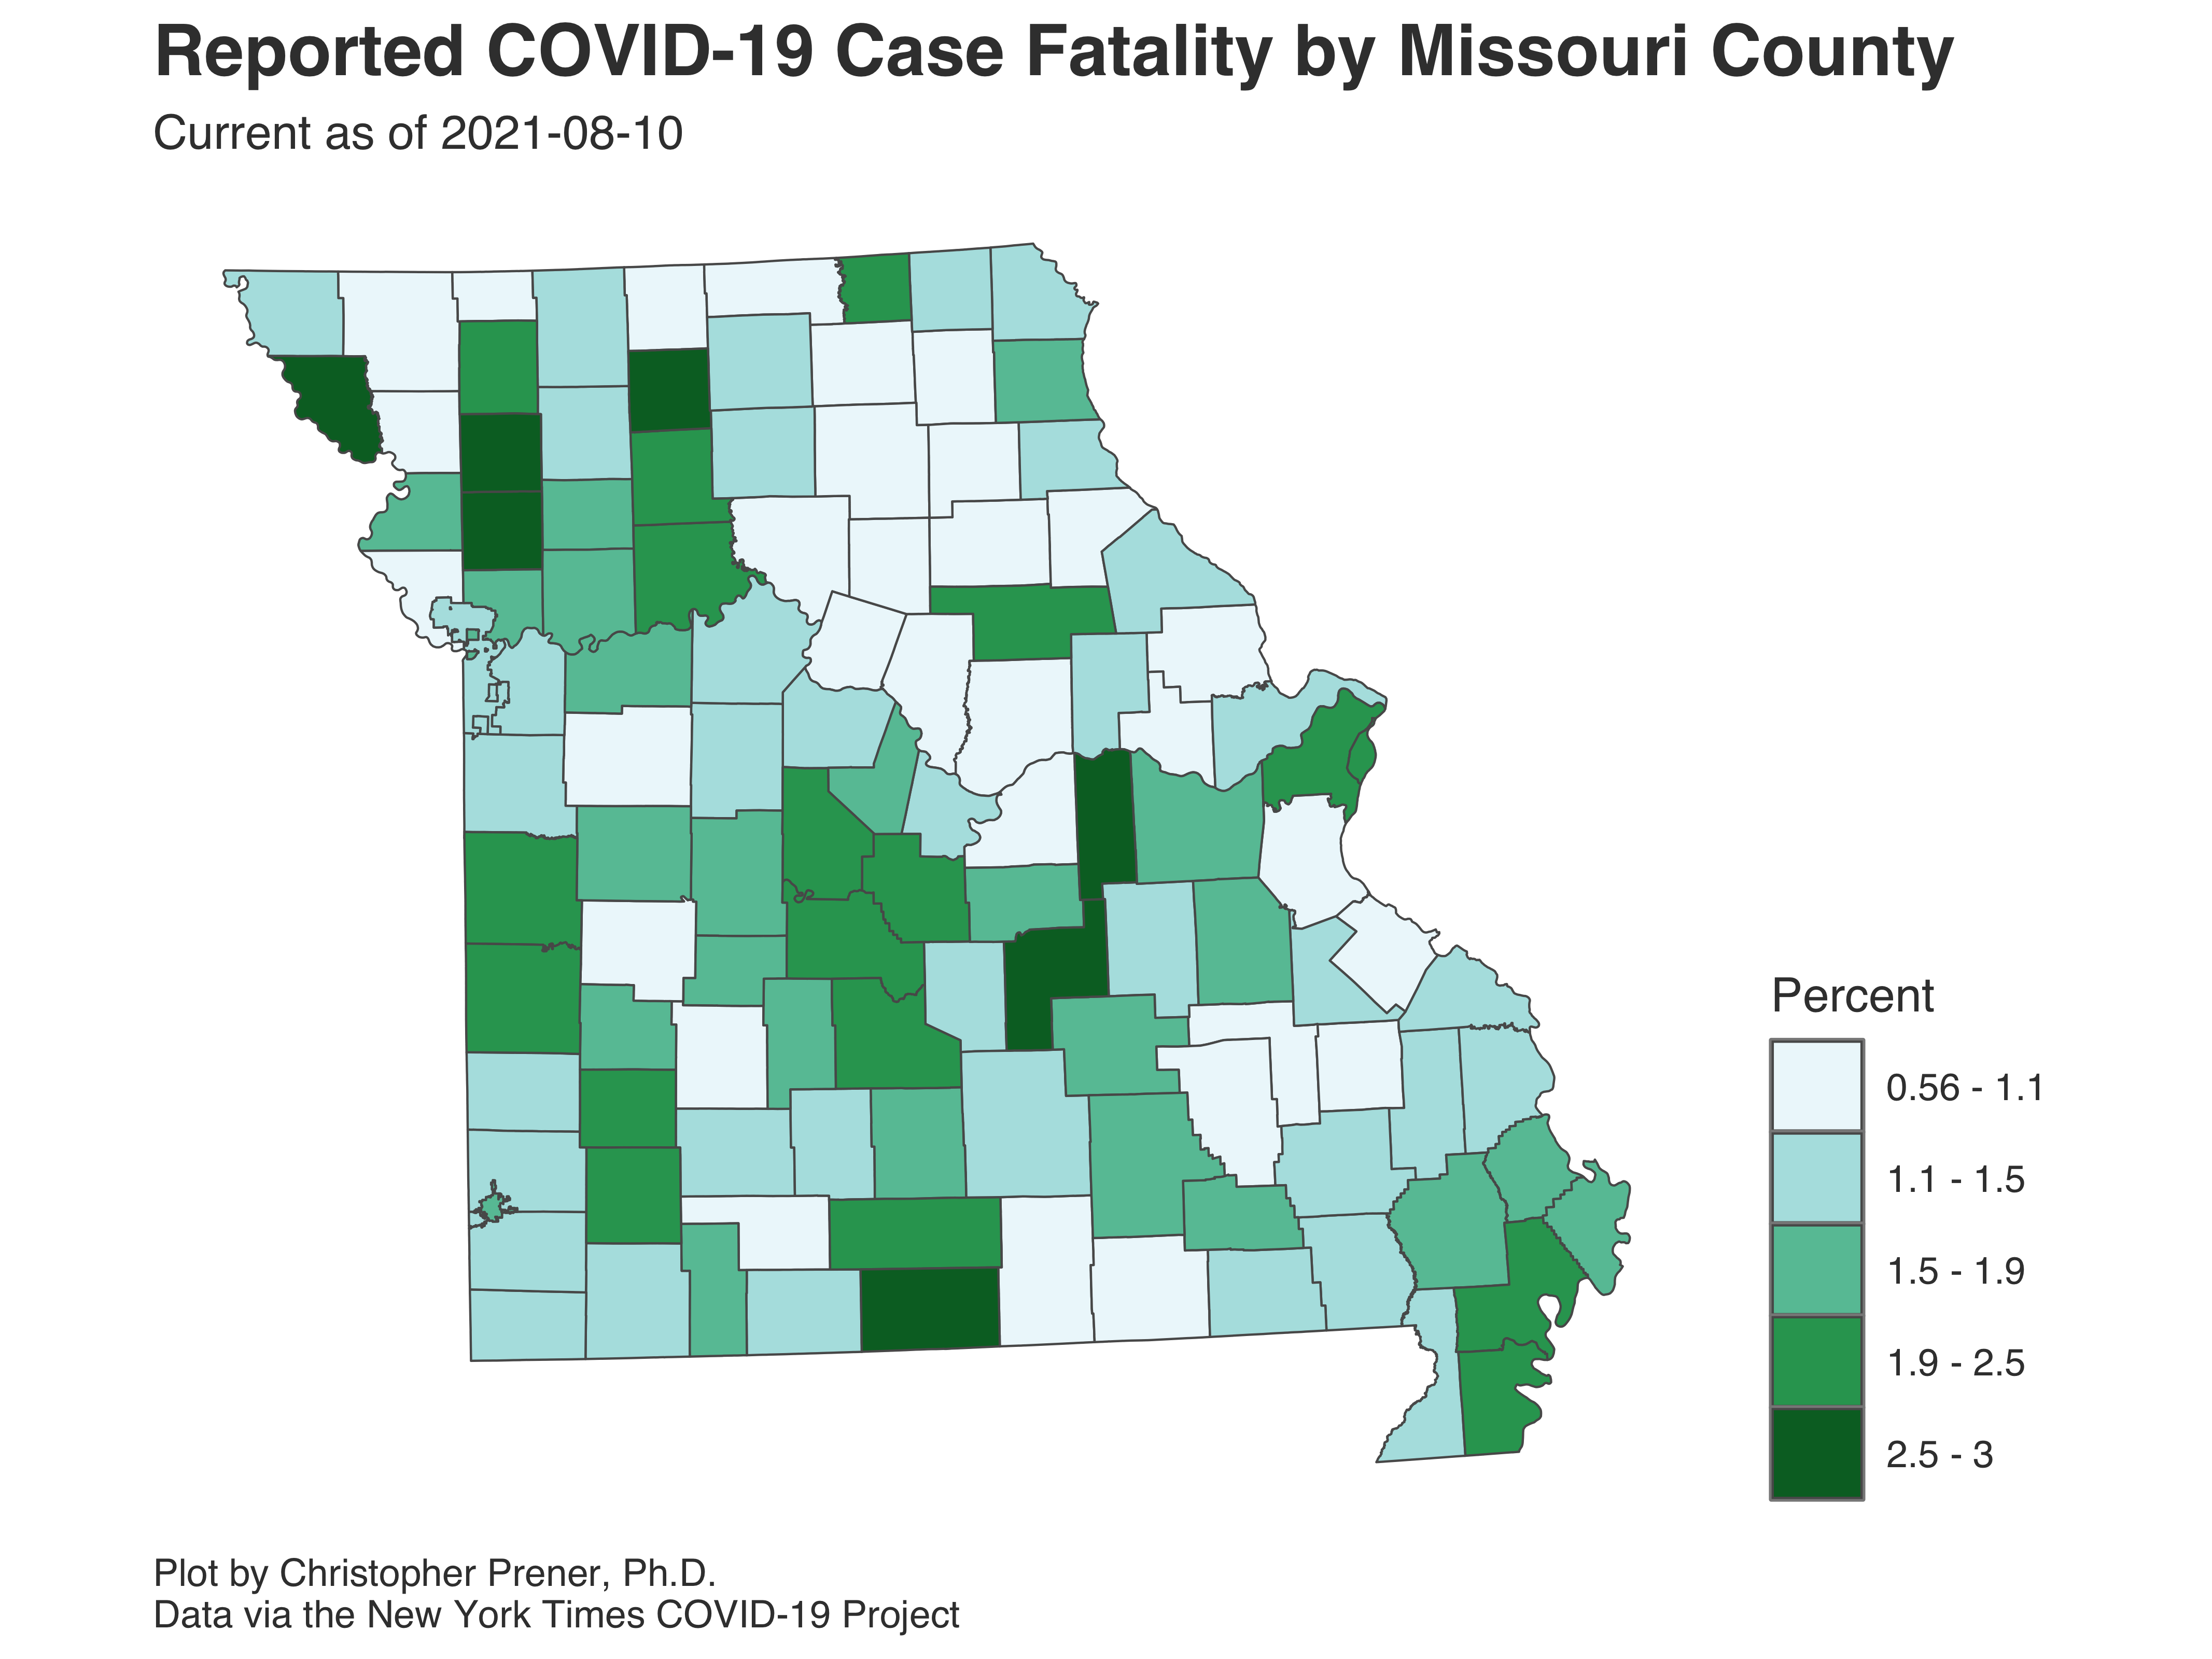 Reported COVID-19 Case Fatality by Missouri County
Current as of 2021-08-10
Percent
0.56 - 1.1
1.1 - 1.5
1.5 - 1.9
1.9 - 2.5
2.5 - 3
Plot by Christopher Prener, Ph.D.
Data via the New York Times COVID-19 Project